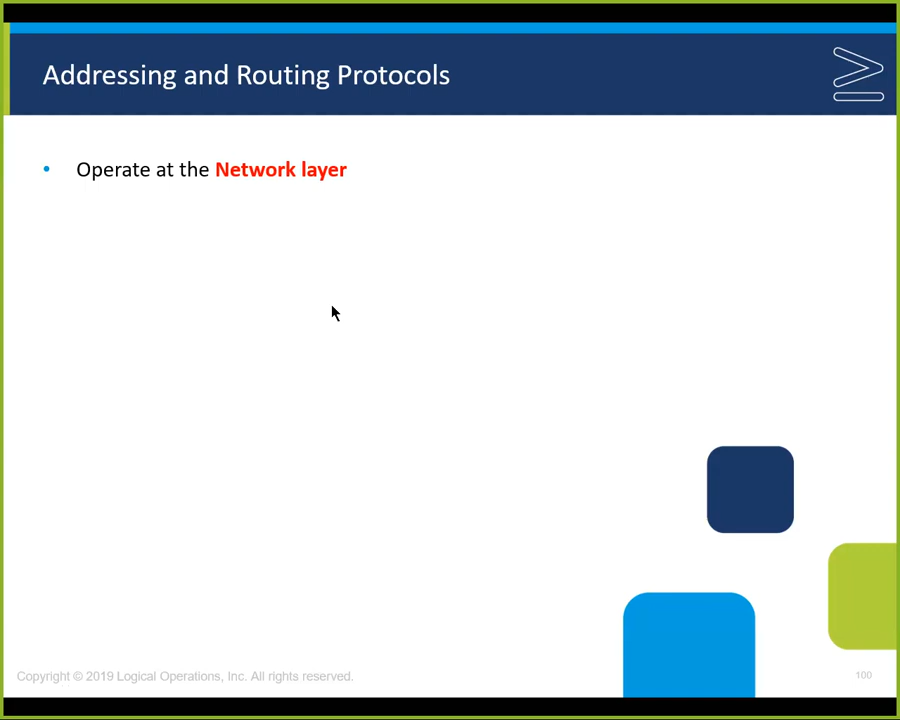 Addressing and Routing Protocols
• Operate at the Network layer
Copyright © 2019 Logical Operations, Inc. All rights reserved.
100